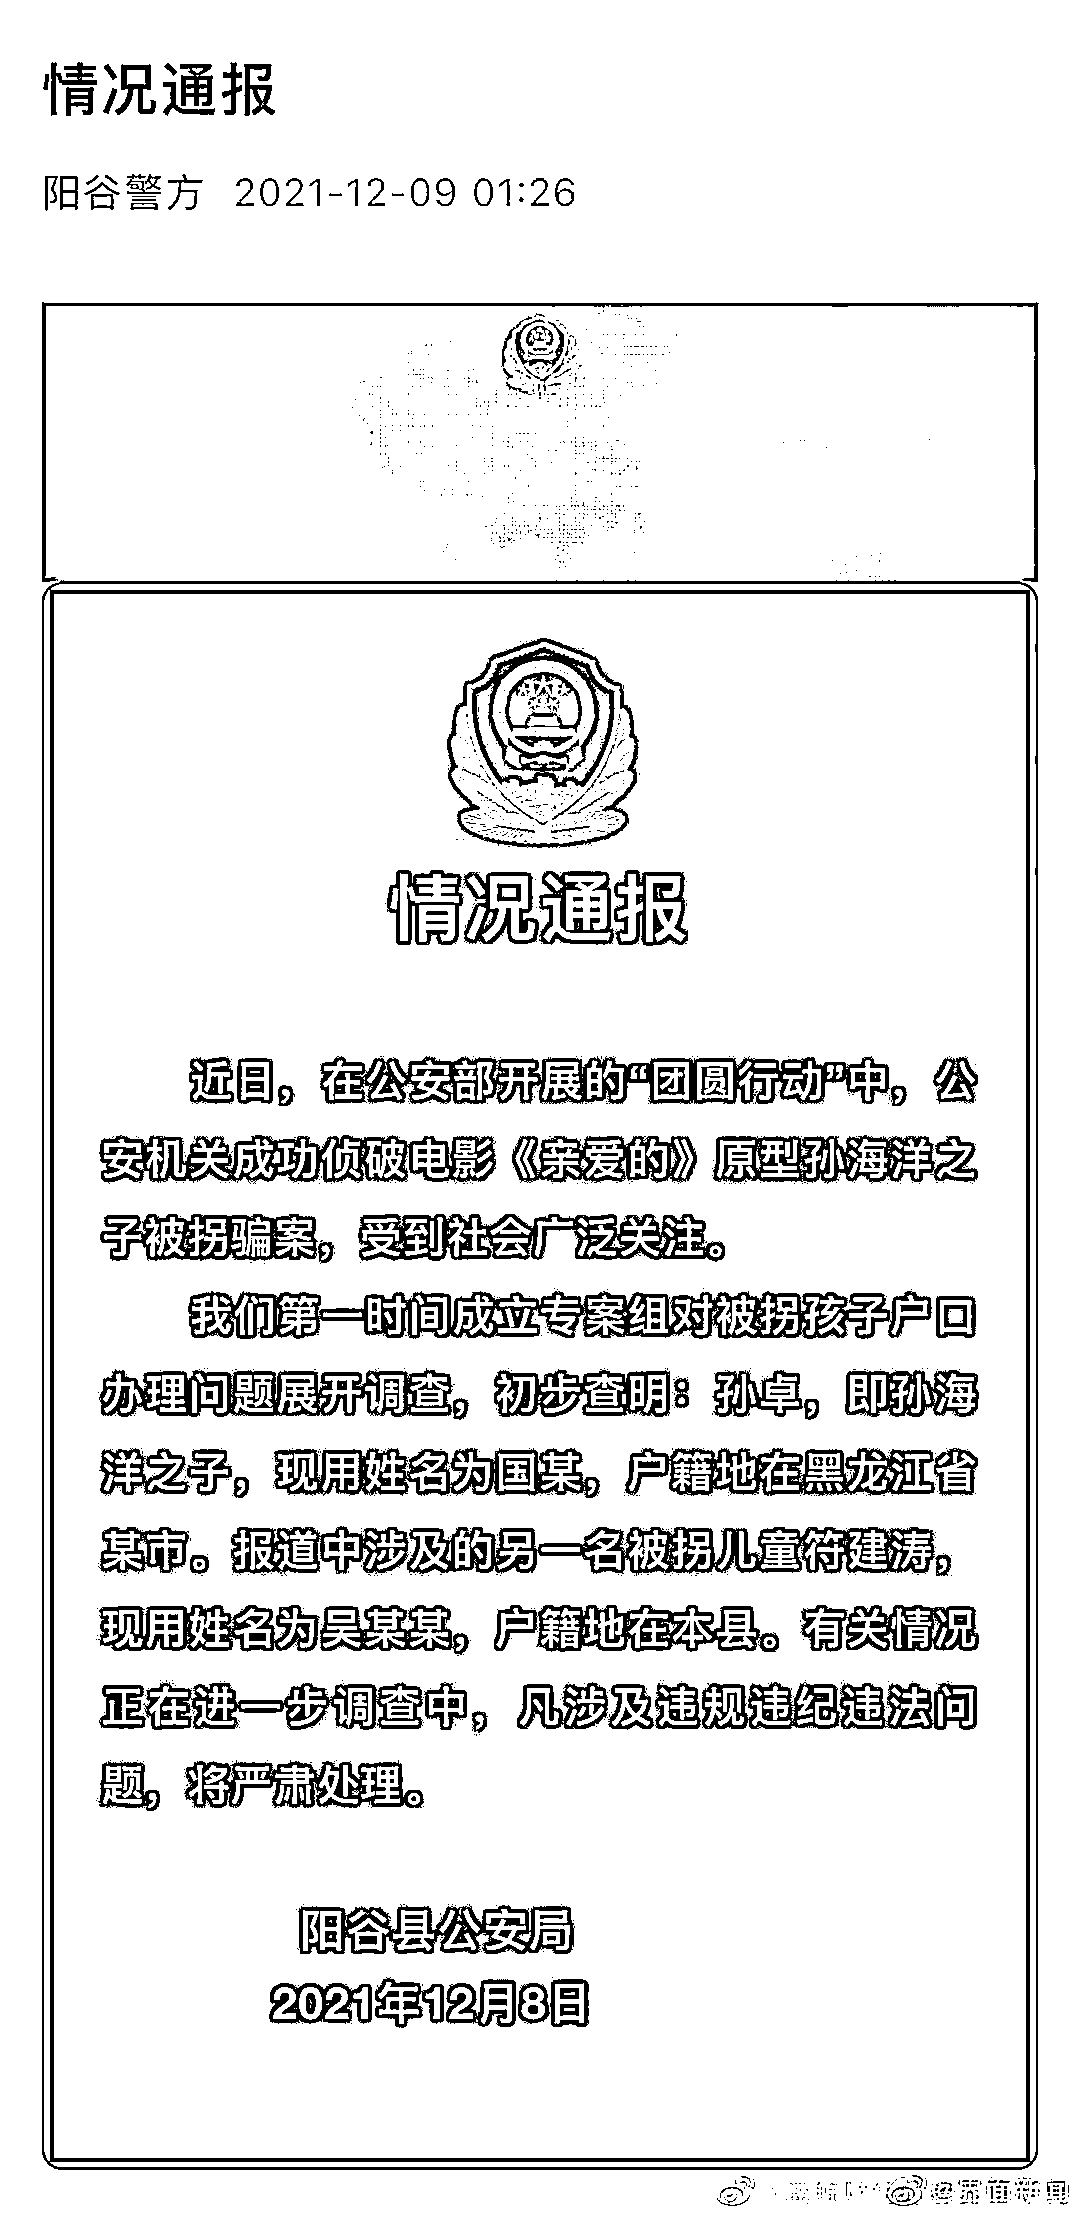 情况通报
阳谷警方 2021-12-09 01:26
情况通报
近日，在公安部开展的“团圆行动”中，公
安机关成功侦破电影《亲爱的》原型孙海洋之
子被拐骗案，受到社会广泛关注。
我们第一时间成立专案组对被拐孩子户口
办理问题展开调查，初步查明：孙卓，即孙海
洋之子，现用姓名为国某，户籍地在黑龙江省
某市。报道中涉及的另一名被拐儿童符建涛，
现用姓名为吴某某，户籍地在本县。有关情况
正在进一步调查中，凡涉及违规违纪违法问
题，将严肃处理。
阳谷县公安局
2021年12月8日
@界面新闻